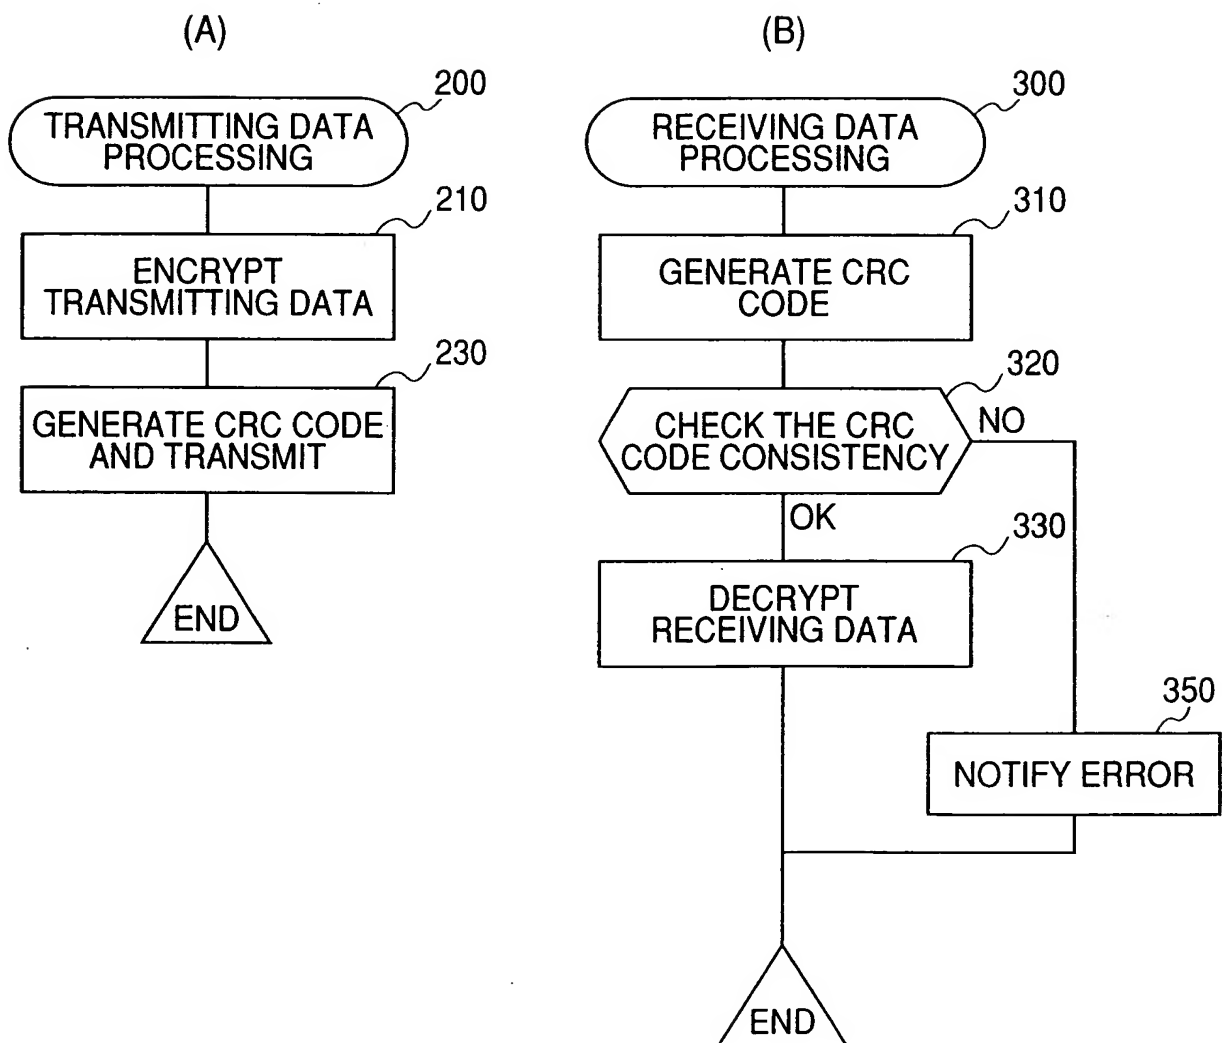 (A)
200
TRANSMITTING DATA
PROCESSING
210
ENCRYPT
TRANSMITTING DATA
230
GENERATE CRC CODE
AND TRANSMIT
END
(B)
300
RECEIVING DATA
PROCESSING
310
GENERATE CRC
CODE
320
CHECK THE CRC
CODE CONSISTENCY
NO
OK
330
DECRYPT
RECEIVING DATA
350
NOTIFY ERROR
END